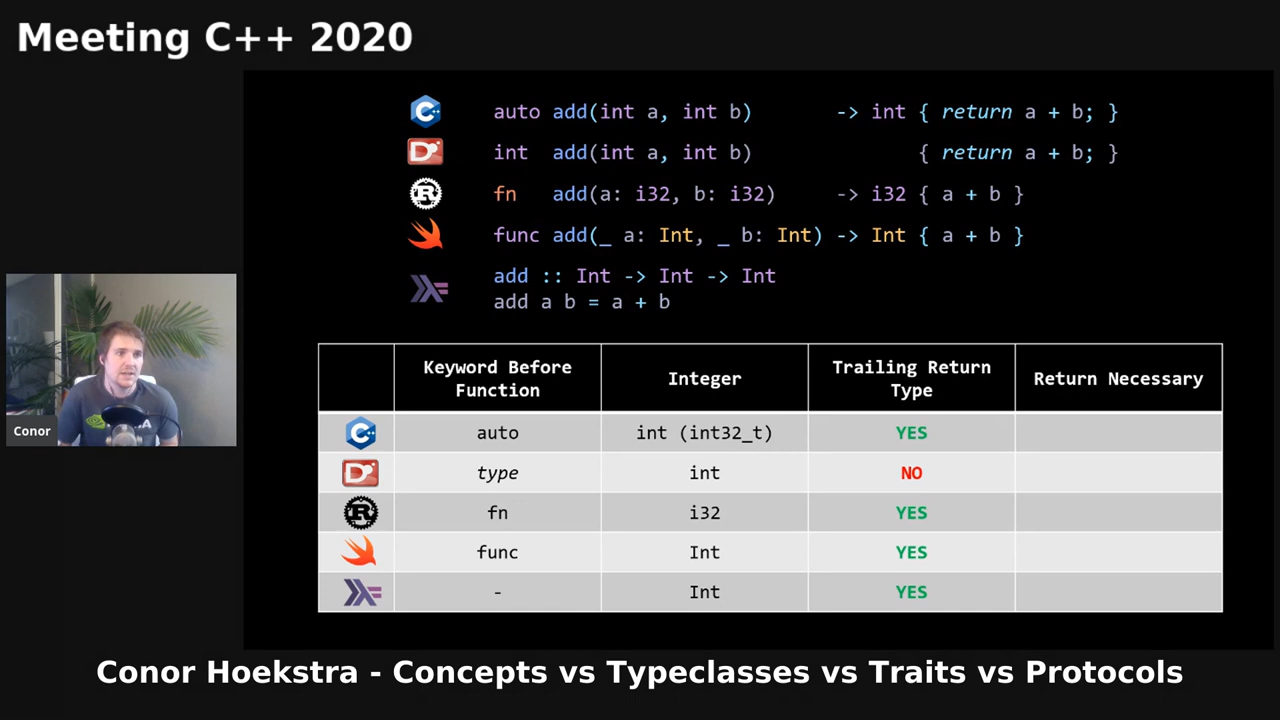 Meeting C++ 2020
auto add(int a, int b) -> int { return a + b; }
int add(int a, int b) { return a + b; }
fn add(a: i32, b: i32) -> i32 { a + b }
func add(_ a: Int, _ b: Int) -> Int { a + b }
add :: Int -> Int -> Int
add a b = a + b
Keyword Before Function Integer Trailing Return Type Return Necessary
auto int (int32_t) YES
type int NO
fn i32 YES
func Int YES
- Int YES
Conor
Conor Hoekstra - Concepts vs Typeclasses vs Traits vs Protocols